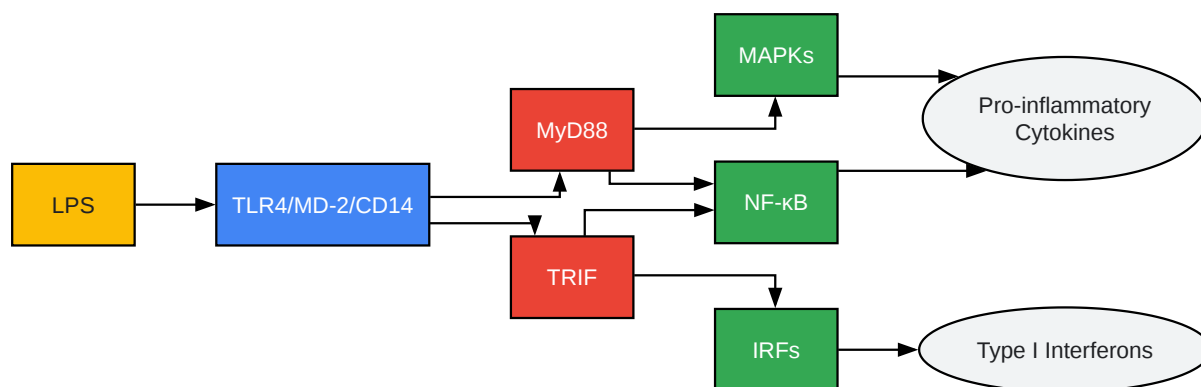 MAPKs
Pro-inflammatory
Cytokines
MyD88
LPS
TLR4/MD-2/CD14
NF-κB
TRIF
IRFs
Type I Interferons